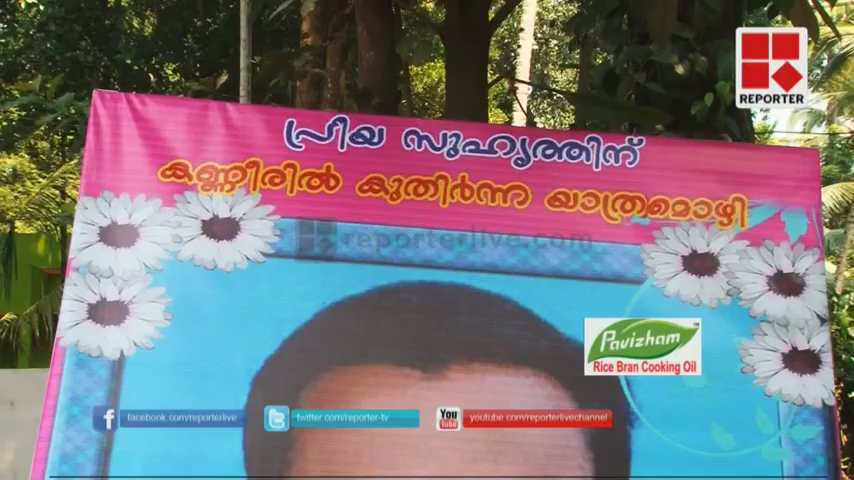 REPORTER
പ്രിയ സുഹൃത്തിന്
കണ്ണീരിൽ കുതിർന്ന യാത്രമൊഴി
reporterlive.com
Pavizham
Rice Bran Cooking Oil
facebook.com/reporterlive
twitter.com/reporter-tv
You Tube
youtube.com/reporterlivechannel